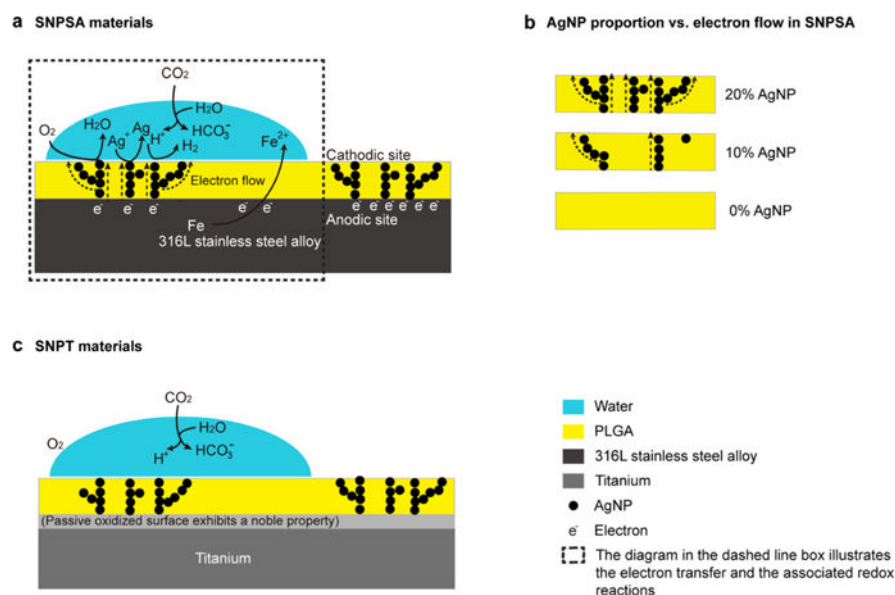 a SNPSA materials
CO₂
H₂O
O₂
H₂O
Ag⁺
Ag
H⁺
HCO₃⁻
H₂
Fe²⁺
Cathodic site
Electron flow
e⁻ e⁻ e⁻ e⁻ e⁻ e⁻ e⁻ e⁻ e⁻ e⁻ e⁻
Anodic site
Fe
316L stainless steel alloy
b AgNP proportion vs. electron flow in SNPSA
20% AgNP
10% AgNP
0% AgNP
c SNPT materials
CO₂
H₂O
O₂
H⁺
HCO₃⁻
(Passive oxidized surface exhibits a noble property)
Titanium
Water
PLGA
316L stainless steel alloy
Titanium
AgNP
e⁻ Electron
The diagram in the dashed line box illustrates
the electron transfer and the associated redox
reactions